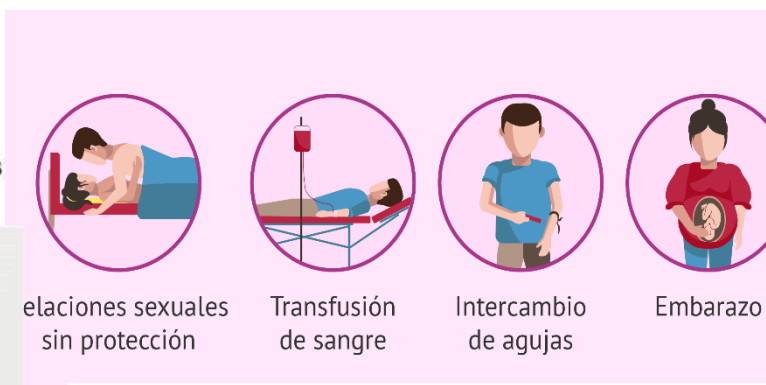 s
elaciones sexuales
sin protección
Transfusión
de sangre
Intercambio
de agujas
Embarazo